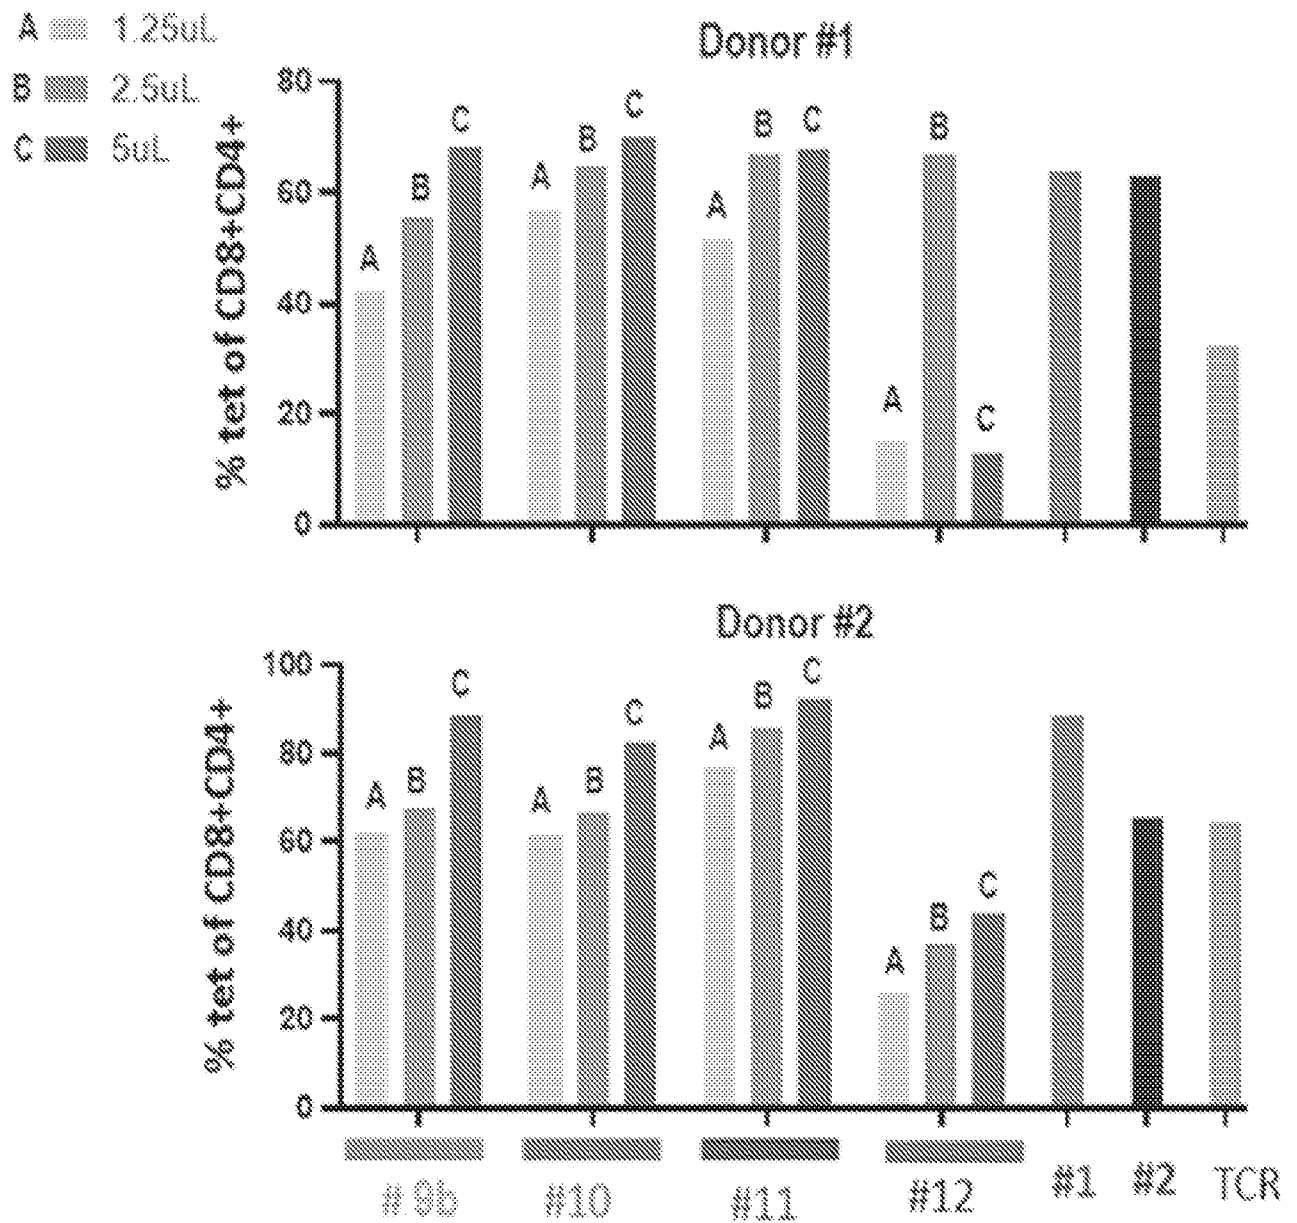 A 1.25uL
B 2.5uL
C 5uL
Donor #1
% tet of CD8+CD4+
80
60
40
20
0
A B C
A B C
A B C
A B C
Donor #2
% tet of CD8+CD4+
100
80
60
40
20
0
A B C
A B C
A B C
A B C
#9b #10 #11 #12 #1 #2 TCR